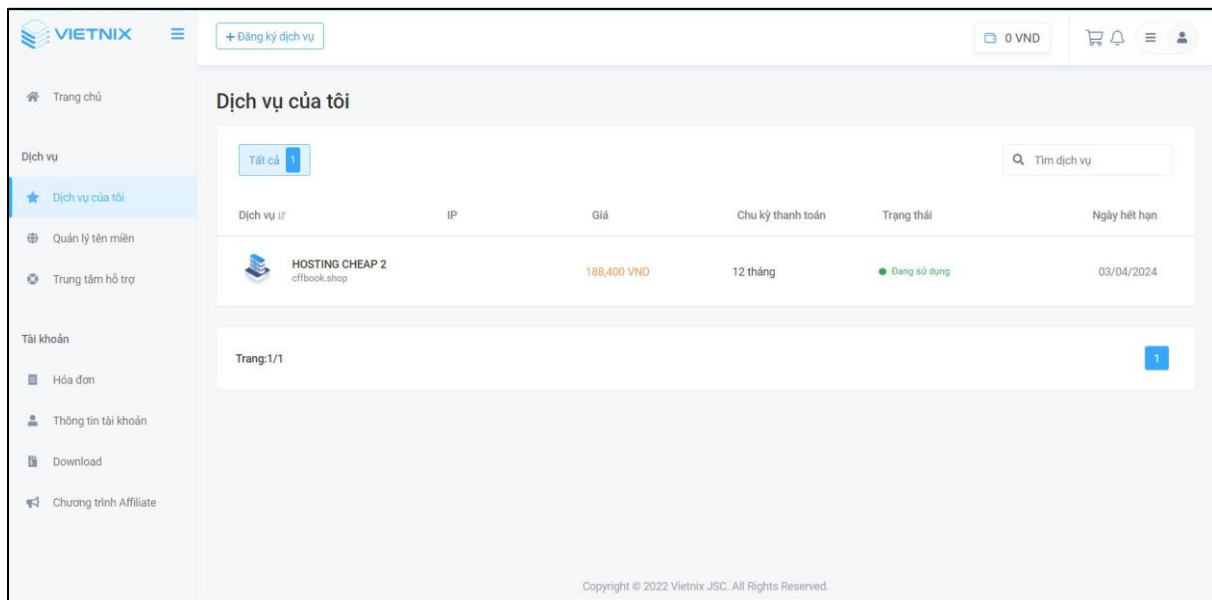 VIETNIX
+ Đăng ký dịch vụ
0 VND
Trang chủ
Dịch vụ
Dịch vụ của tôi
Quản lý tên miền
Trung tâm hỗ trợ
Tài khoản
Hóa đơn
Thông tin tài khoản
Download
Chương trình Affiliate
Dịch vụ của tôi
Tất cả 1
Tìm dịch vụ
Dịch vụ IP Giá Chu kỳ thanh toán Trạng thái Ngày hết hạn
HOSTING CHEAP 2 188,400 VND 12 tháng Đang sử dụng 03/04/2024
cffbook.shop
Trang:1/1 1
Copyright © 2022 Vietnix JSC. All Rights Reserved.